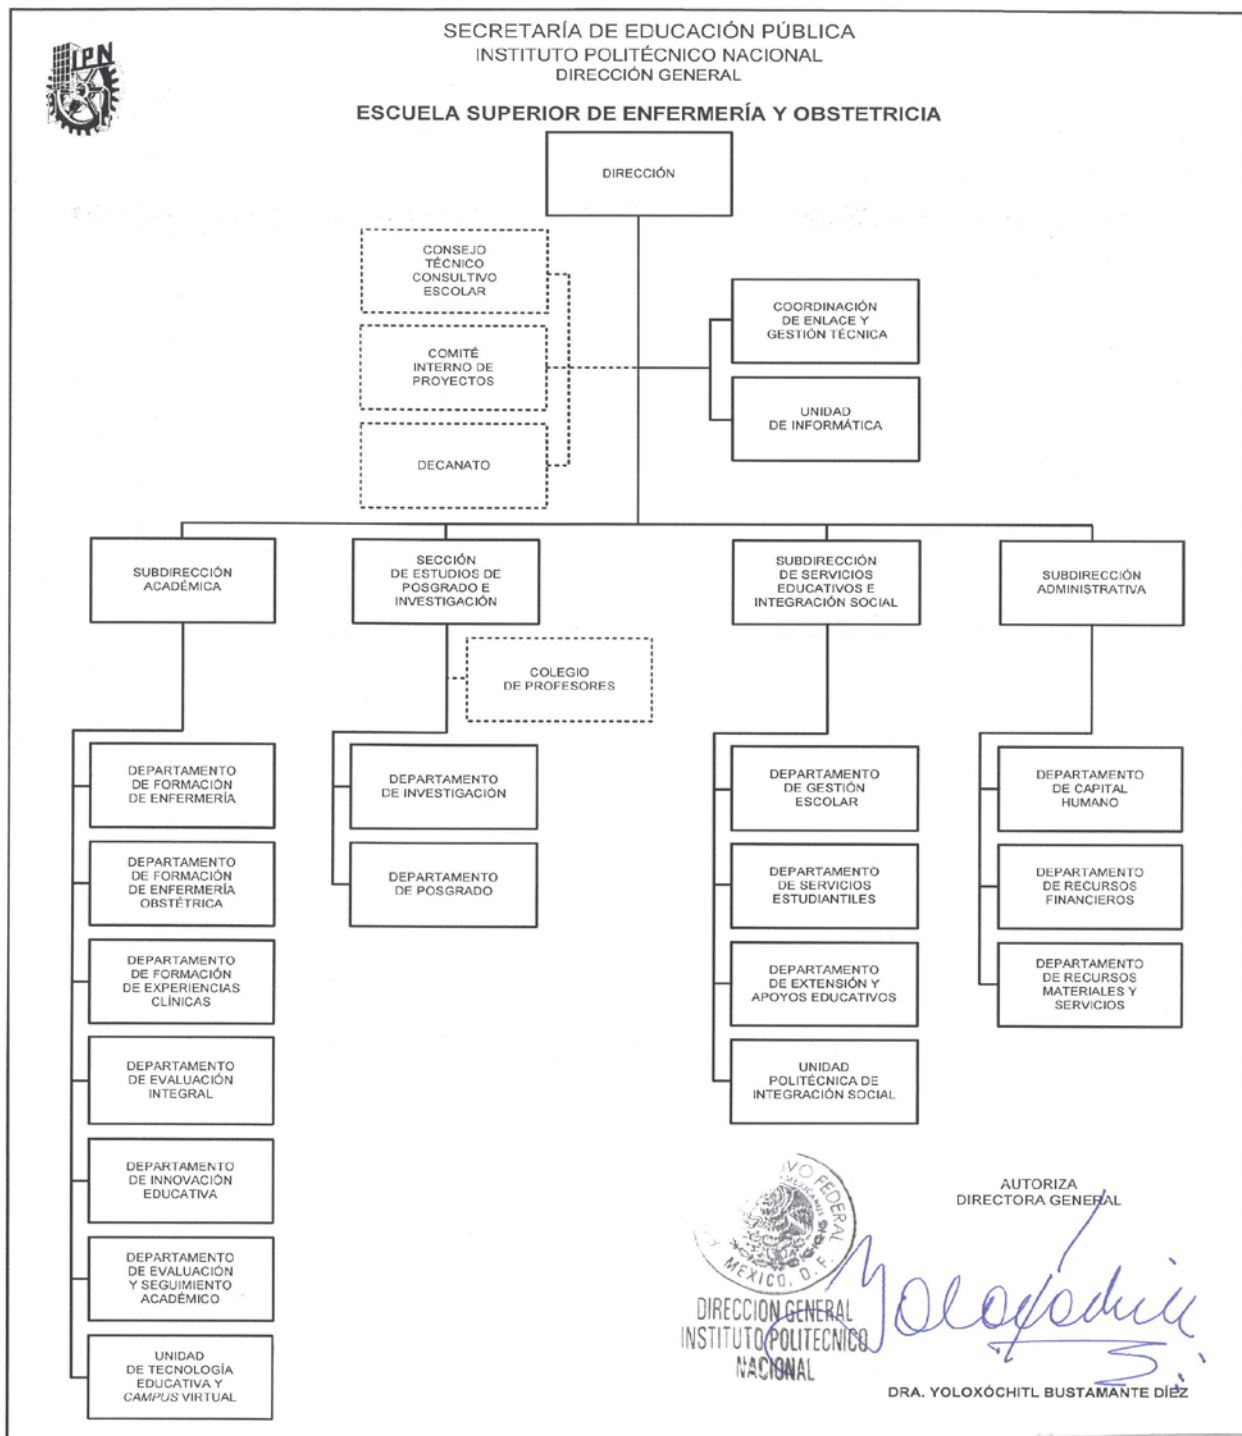 IPN
SECRETARÍA DE EDUCACIÓN PÚBLICA
INSTITUTO POLITÉCNICO NACIONAL
DIRECCIÓN GENERAL
ESCUELA SUPERIOR DE ENFERMERÍA Y OBSTETRICIA
DIRECCIÓN
CONSEJO
TÉCNICO
CONSULTIVO
ESCOLAR
COMITÉ
INTERNO DE
PROYECTOS
DECANATO
COORDINACIÓN
DE ENLACE Y
GESTIÓN TÉCNICA
UNIDAD
DE INFORMÁTICA
SUBDIRECCIÓN
ACADÉMICA
SECCIÓN
DE ESTUDIOS DE
POSGRADO E
INVESTIGACIÓN
SUBDIRECCIÓN
DE SERVICIOS
EDUCATIVOS E
INTEGRACIÓN SOCIAL
SUBDIRECCIÓN
ADMINISTRATIVA
COLEGIO
DE PROFESORES
DEPARTAMENTO
DE FORMACIÓN
DE ENFERMERÍA
DEPARTAMENTO
DE FORMACIÓN
DE ENFERMERÍA
OBSTÉTRICA
DEPARTAMENTO
DE FORMACIÓN
DE EXPERIENCIAS
CLÍNICAS
DEPARTAMENTO
DE EVALUACIÓN
INTEGRAL
DEPARTAMENTO
DE INNOVACIÓN
EDUCATIVA
DEPARTAMENTO
DE EVALUACIÓN
Y SEGUIMIENTO
ACADÉMICO
UNIDAD
DE TECNOLOGÍA
EDUCATIVA Y
CAMPUS VIRTUAL
DEPARTAMENTO
DE INVESTIGACIÓN
DEPARTAMENTO
DE POSGRADO
DEPARTAMENTO
DE GESTIÓN
ESCOLAR
DEPARTAMENTO
DE SERVICIOS
ESTUDIANTILES
DEPARTAMENTO
DE EXTENSIÓN Y
APOYOS EDUCATIVOS
UNIDAD
POLITÉCNICA DE
INTEGRACIÓN SOCIAL
DEPARTAMENTO
DE CAPITAL
HUMANO
DEPARTAMENTO
DE RECURSOS
FINANCIEROS
DEPARTAMENTO
DE RECURSOS
MATERIALES Y
SERVICIOS
FEDERAL
MEXICO, D. F.
DIRECCION GENERAL
INSTITUTO POLITECNICO
NACIONAL
AUTORIZA
DIRECTORA GENERAL
Yoloxóchitl
DRA. YOLOXÓCHITL BUSTAMANTE DÍEZ